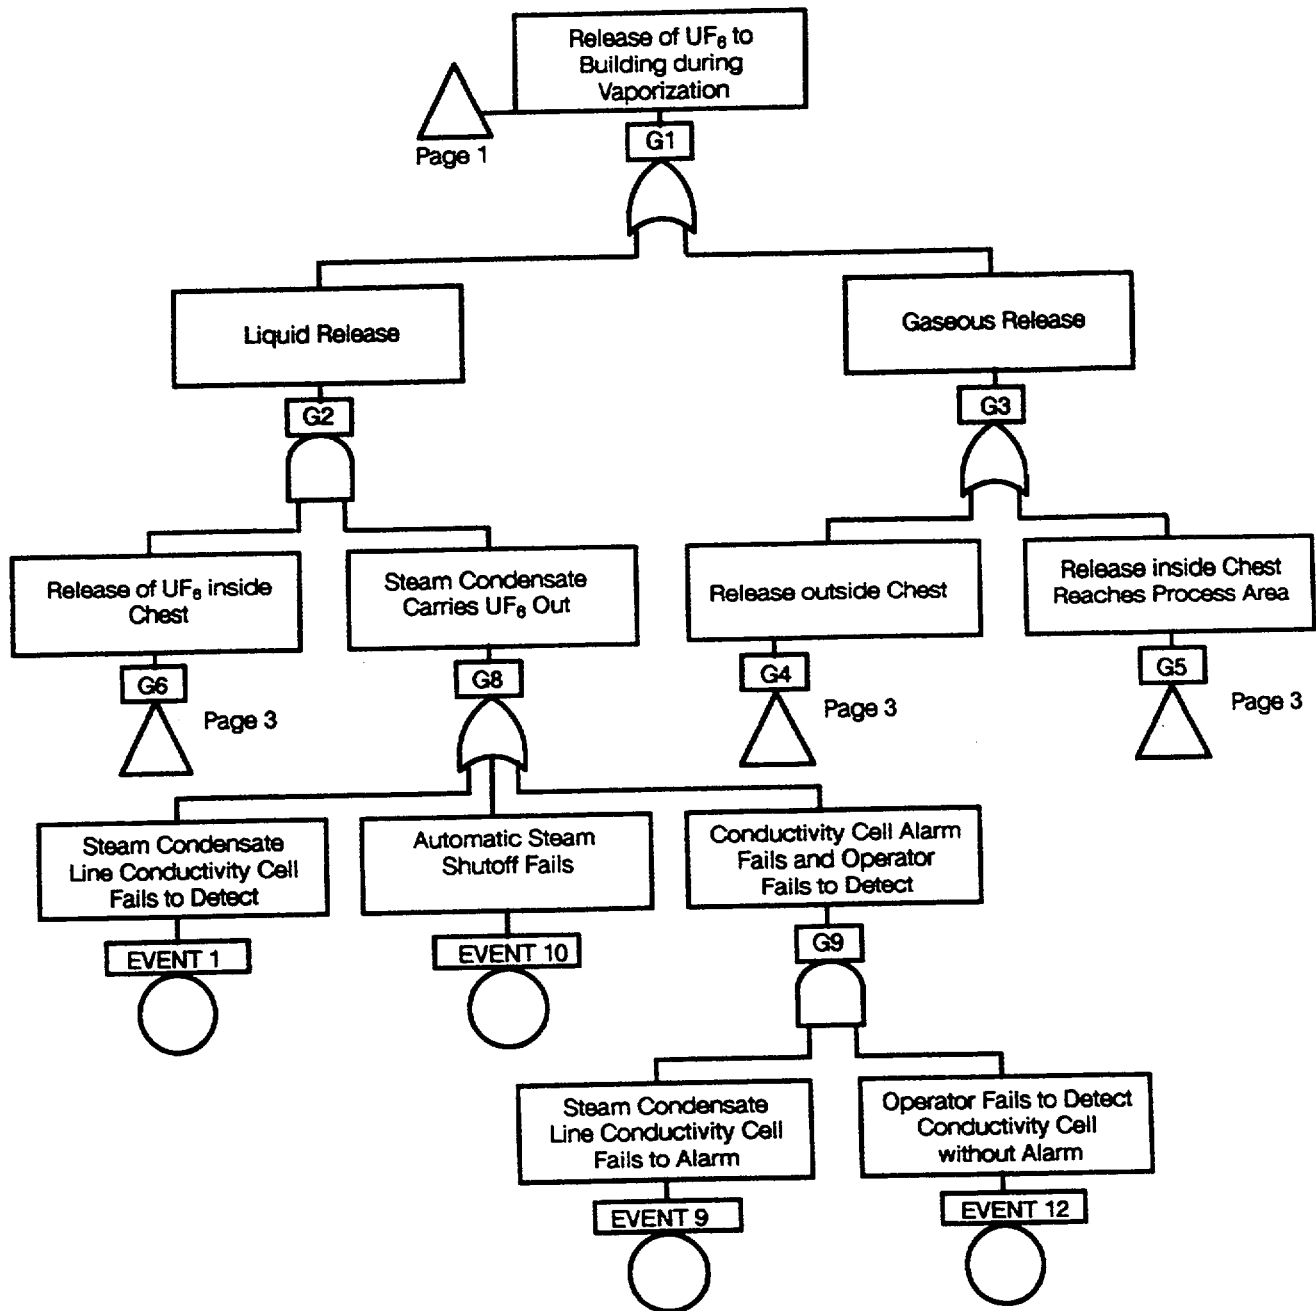 Release of UF₆ to
Building during
Vaporization
Page 1
G1
Liquid Release
Gaseous Release
G2
G3
Release of UF₆ inside
Chest
Steam Condensate
Carries UF₆ Out
Release outside Chest
Release inside Chest
Reaches Process Area
G6
Page 3
G8
G4
Page 3
G5
Page 3
Steam Condensate
Line Conductivity Cell
Fails to Detect
Automatic Steam
Shutoff Fails
Conductivity Cell Alarm
Fails and Operator
Fails to Detect
EVENT 1
EVENT 10
G9
Steam Condensate
Line Conductivity Cell
Fails to Alarm
Operator Fails to Detect
Conductivity Cell
without Alarm
EVENT 9
EVENT 12